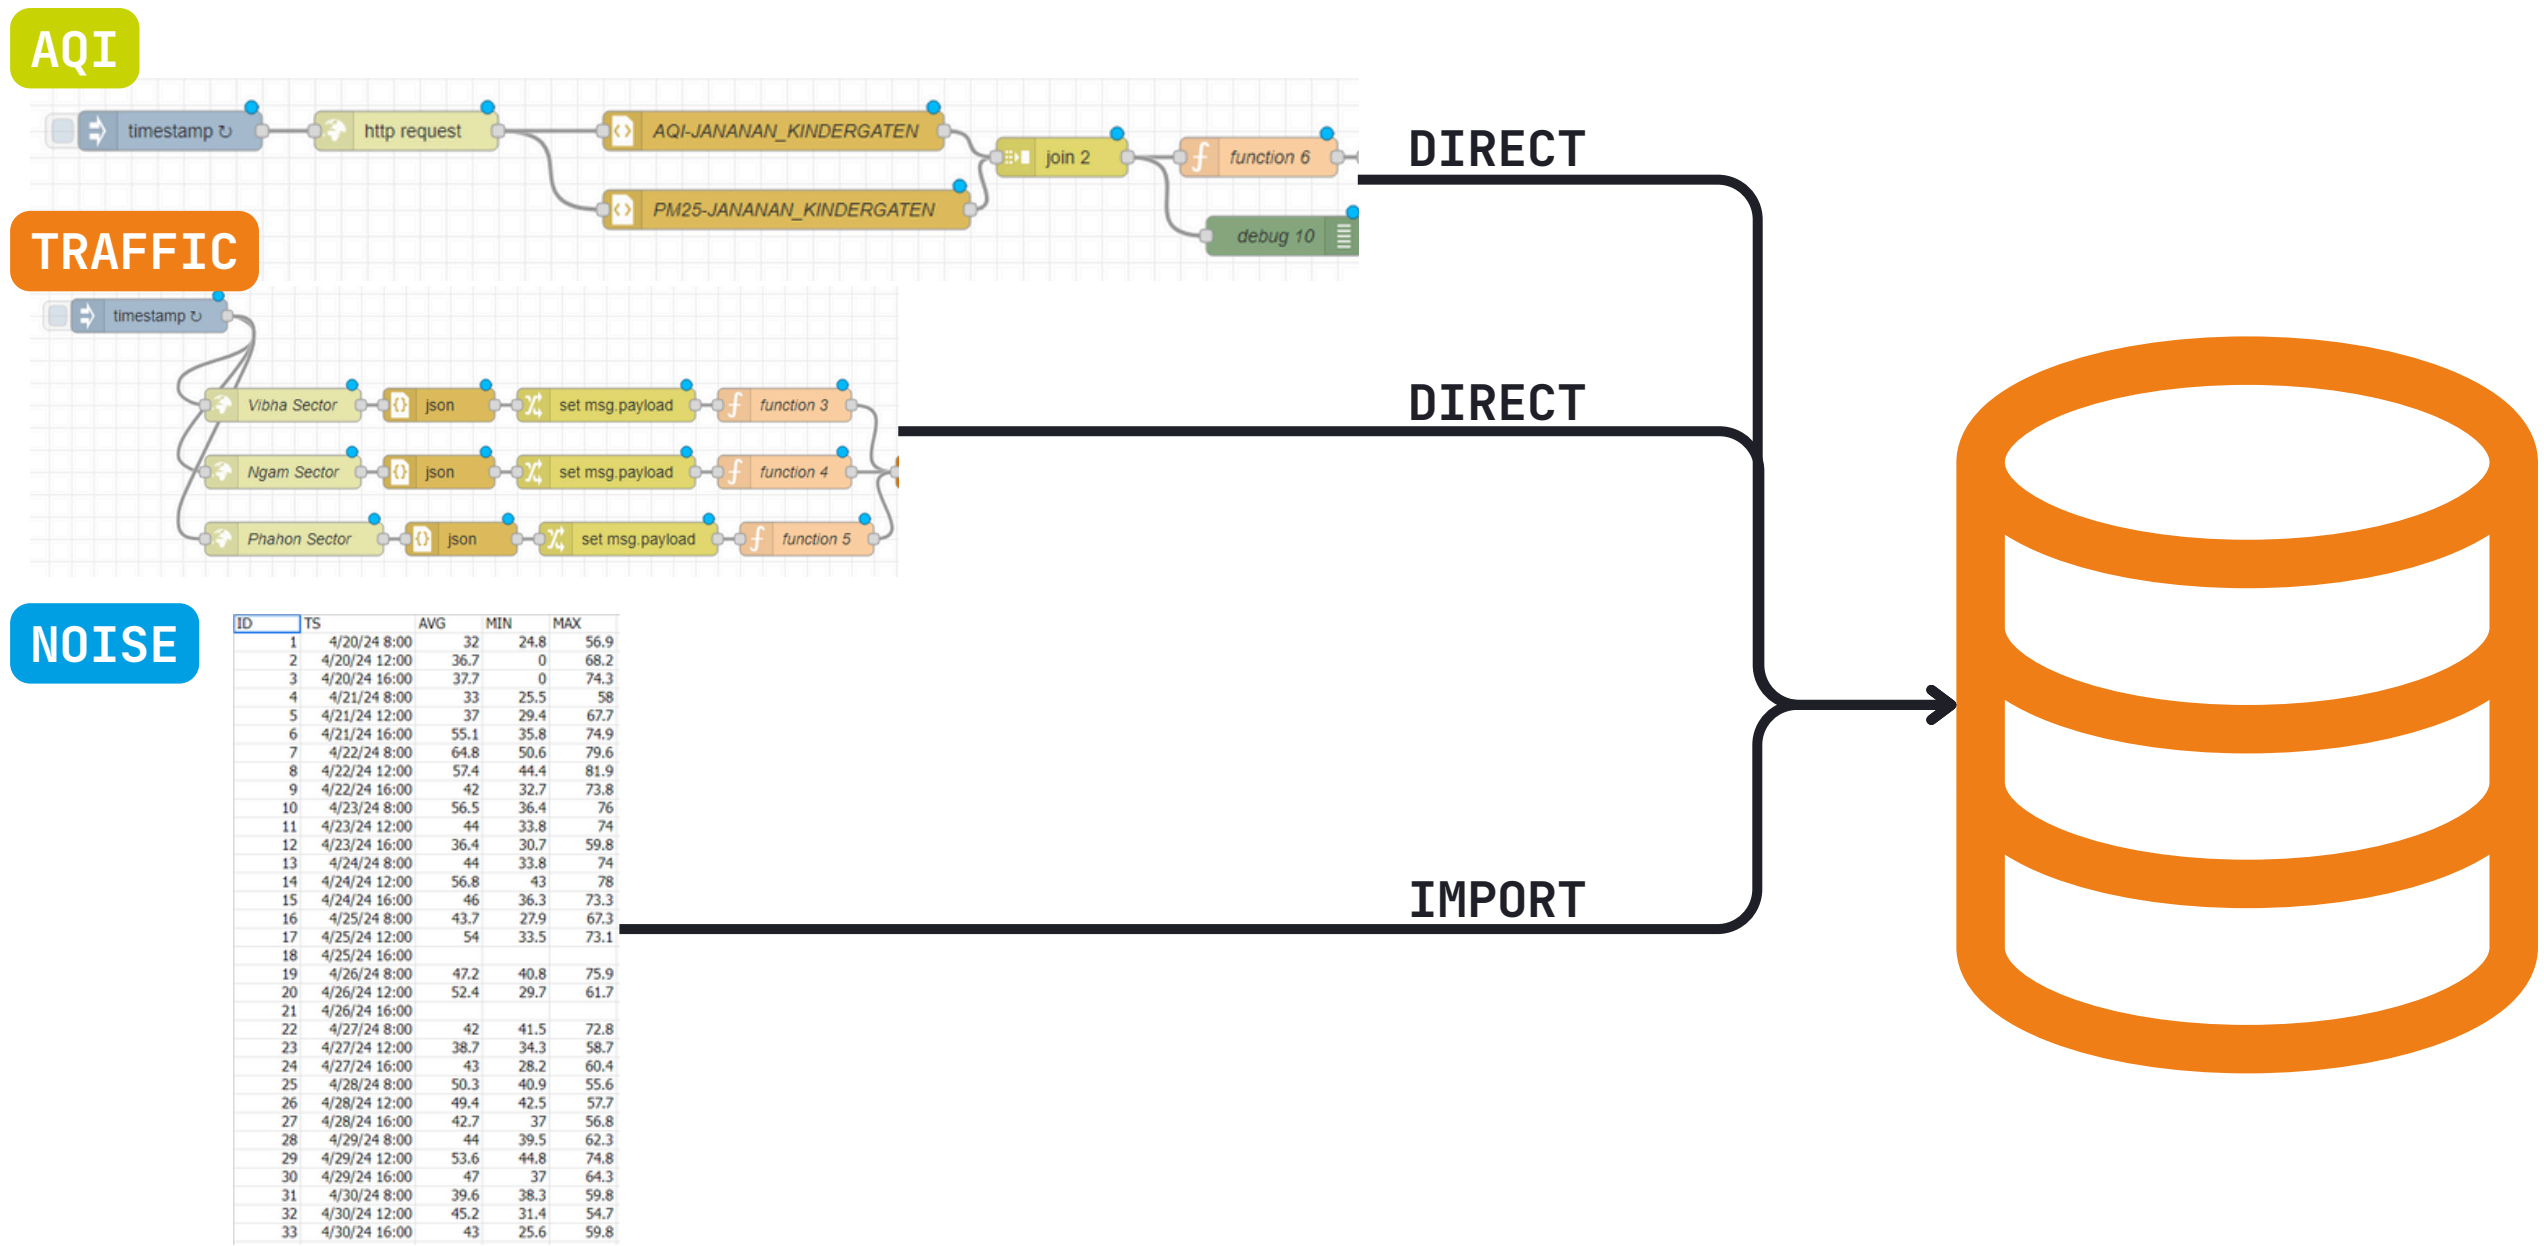 AQI
timestamp ↻
http request
AQI-JANANAN_KINDERGATEN
join 2
function 6
PM25-JANANAN_KINDERGATEN
debug 10
DIRECT
TRAFFIC
timestamp ↻
Vibha Sector
json
set msg.payload
function 3
Ngam Sector
json
set msg.payload
function 4
Phahon Sector
json
set msg.payload
function 5
DIRECT
NOISE
ID TS AVG MIN MAX
1 4/20/24 8:00 32 24.8 56.9
2 4/20/24 12:00 36.7 0 68.2
3 4/20/24 16:00 37.7 0 74.3
4 4/21/24 8:00 33 25.5 58
5 4/21/24 12:00 37 29.4 67.7
6 4/21/24 16:00 55.1 35.8 74.9
7 4/22/24 8:00 64.8 50.6 79.6
8 4/22/24 12:00 57.4 44.4 81.9
9 4/22/24 16:00 42 32.7 73.8
10 4/23/24 8:00 56.5 36.4 76
11 4/23/24 12:00 44 33.8 74
12 4/23/24 16:00 36.4 30.7 59.8
13 4/24/24 8:00 44 33.8 74
14 4/24/24 12:00 56.8 43 78
15 4/24/24 16:00 46 36.3 73.3
16 4/25/24 8:00 43.7 27.9 67.3
17 4/25/24 12:00 54 33.5 73.1
18 4/25/24 16:00
19 4/26/24 8:00 47.2 40.8 75.9
20 4/26/24 12:00 52.4 29.7 61.7
21 4/26/24 16:00
22 4/27/24 8:00 42 41.5 72.8
23 4/27/24 12:00 38.7 34.3 58.7
24 4/27/24 16:00 43 28.2 60.4
25 4/28/24 8:00 50.3 40.9 55.6
26 4/28/24 12:00 49.4 42.5 57.7
27 4/28/24 16:00 42.7 37 56.8
28 4/29/24 8:00 44 39.5 62.3
29 4/29/24 12:00 53.6 44.8 74.8
30 4/29/24 16:00 47 37 64.3
31 4/30/24 8:00 39.6 38.3 59.8
32 4/30/24 12:00 45.2 31.4 54.7
33 4/30/24 16:00 43 25.6 59.8
IMPORT